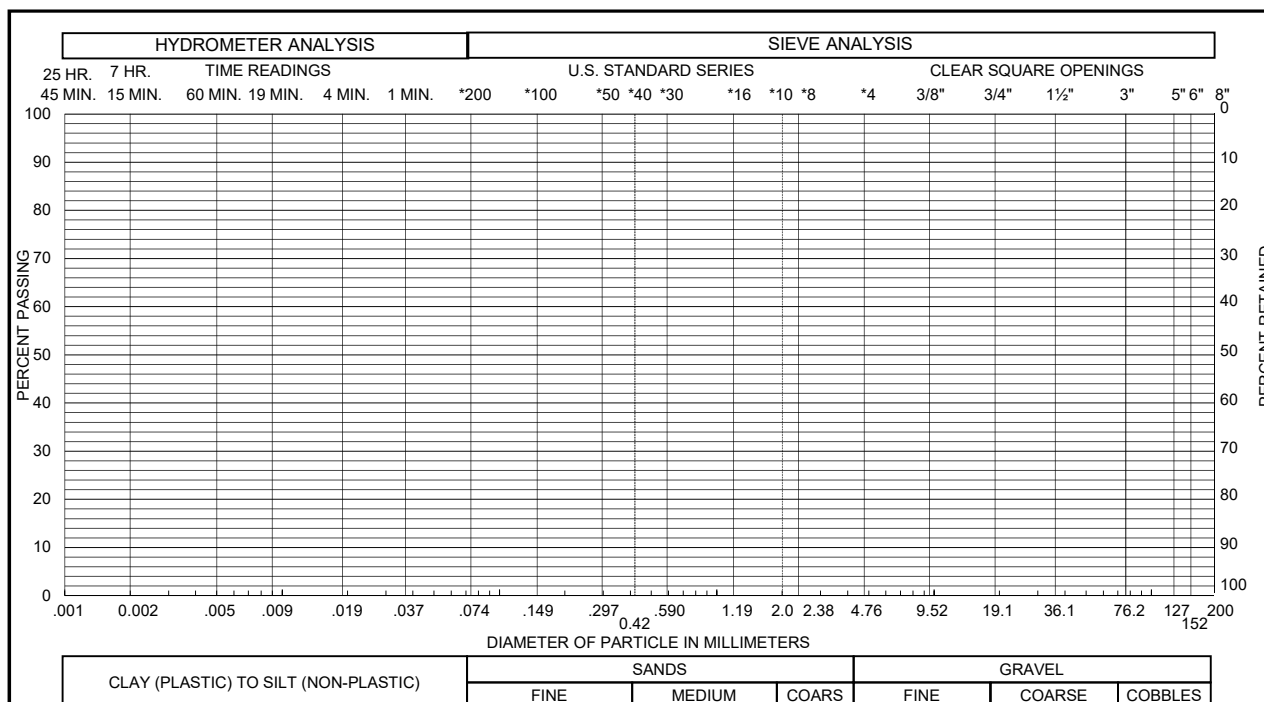 HYDROMETER ANALYSIS SIEVE ANALYSIS
25 HR. 7 HR. TIME READINGS U.S. STANDARD SERIES CLEAR SQUARE OPENINGS
45 MIN. 15 MIN. 60 MIN. 19 MIN. 4 MIN. 1 MIN. *200 *100 *50 *40 *30 *16 *10 *8 *4 3/8" 3/4" 1½" 3" 5" 6" 8"
100 0
90 10
80 20
70 30
60 40
50 50
40 60
30 70
20 80
10 90
0 100
PERCENT PASSING
PERCENT RETAINED
.001 0.002 .005 .009 .019 .037 .074 .149 .297 .590 1.19 2.0 2.38 4.76 9.52 19.1 36.1 76.2 127 200
0.42 152
DIAMETER OF PARTICLE IN MILLIMETERS
CLAY (PLASTIC) TO SILT (NON-PLASTIC) SANDS GRAVEL
FINE MEDIUM COARS FINE COARSE COBBLES